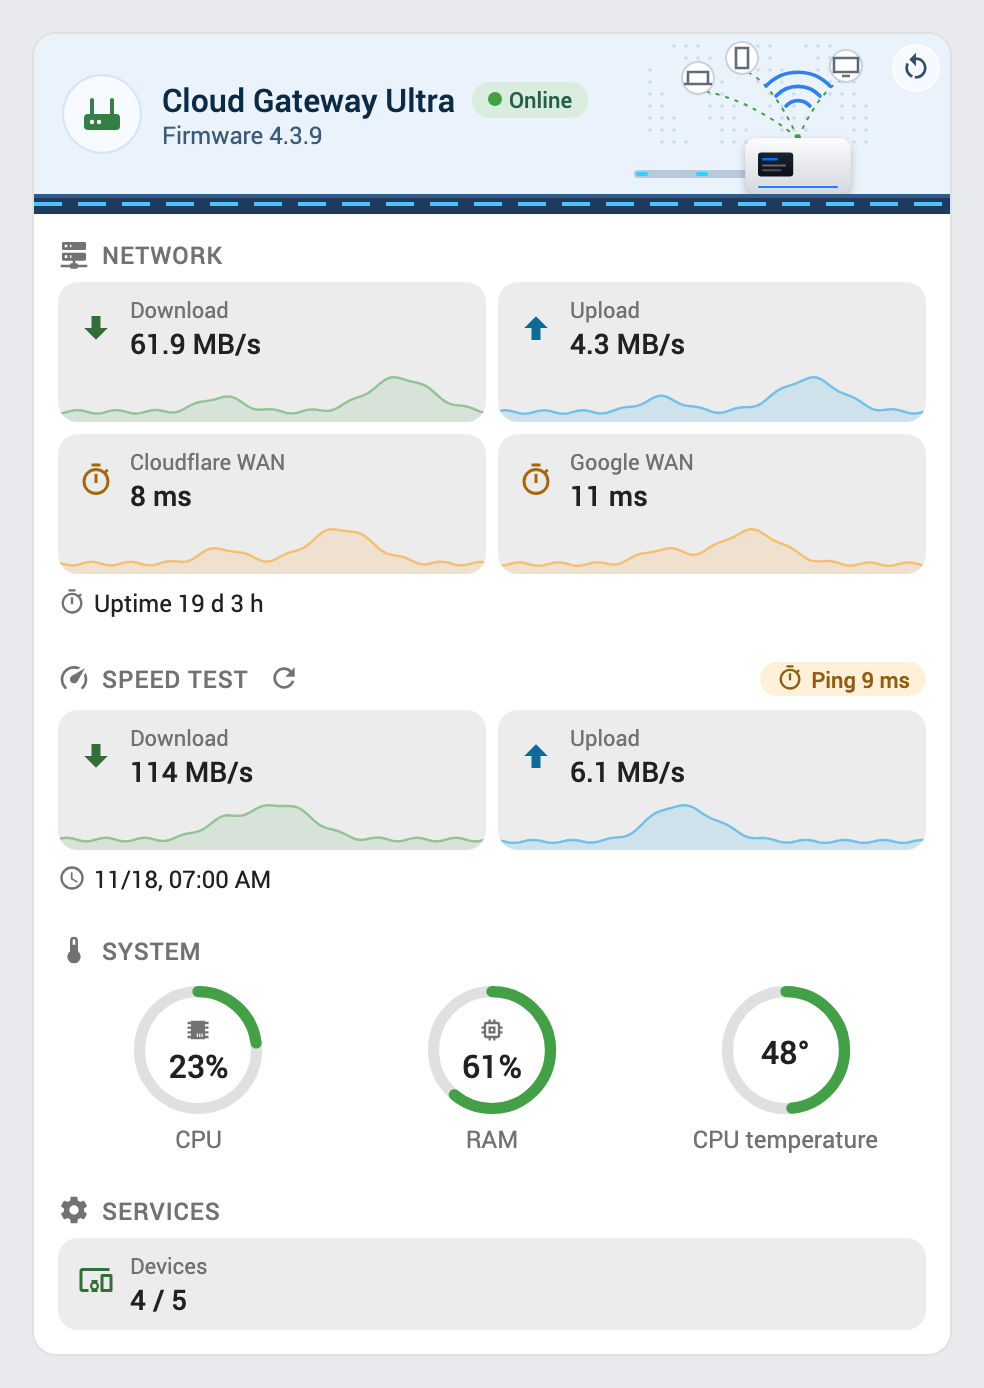 Cloud Gateway Ultra
Online
Firmware 4.3.9
NETWORK
Download
61.9 MB/s
Upload
4.3 MB/s
Cloudflare WAN
8 ms
Google WAN
11 ms
Uptime 19 d 3 h
SPEED TEST
Ping 9 ms
Download
114 MB/s
Upload
6.1 MB/s
11/18, 07:00 AM
SYSTEM
23%
CPU
61%
RAM
48°
CPU temperature
SERVICES
Devices
4 / 5